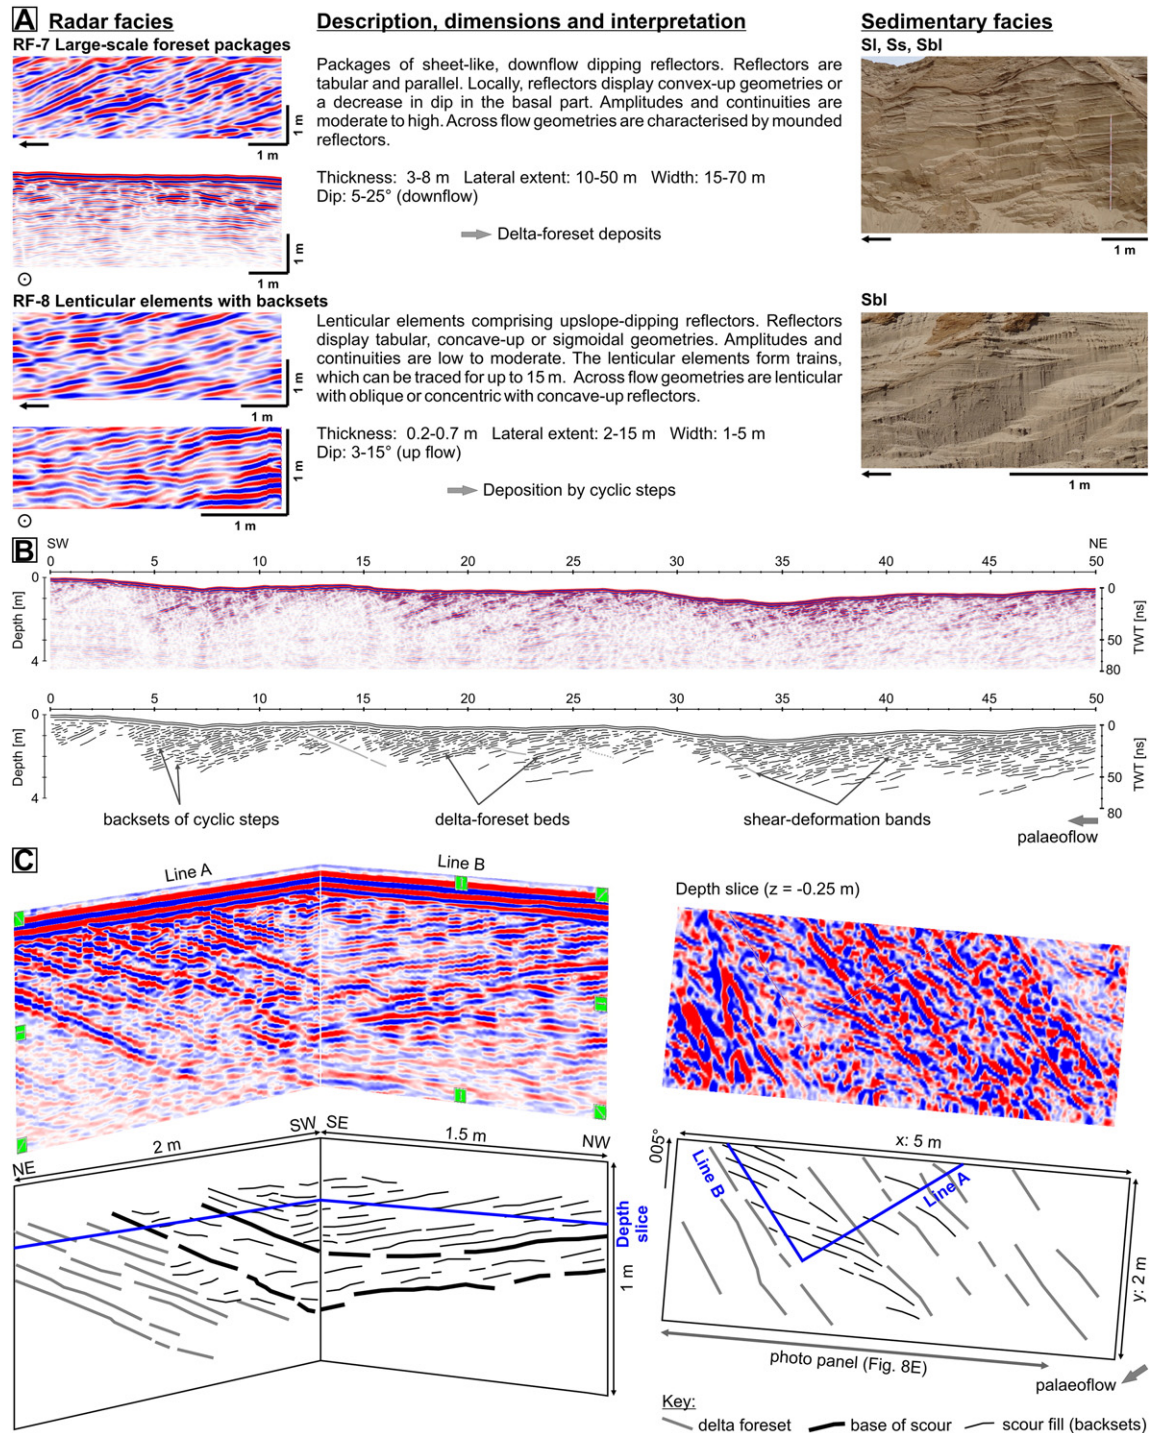 A Radar facies
Description, dimensions and interpretation
Sedimentary facies
RF-7 Large-scale foreset packages
Sl, Ss, Sbl
Packages of sheet-like, downflow dipping reflectors. Reflectors are
tabular and parallel. Locally, reflectors display convex-up geometries or
a decrease in dip in the basal part. Amplitudes and continuities are
moderate to high. Across flow geometries are characterised by mounded
reflectors.
Thickness: 3-8 m Lateral extent: 10-50 m Width: 15-70 m
Dip: 5-25° (downflow)
Delta-foreset deposits
1 m
1 m
1 m
1 m
1 m
RF-8 Lenticular elements with backsets
Sbl
Lenticular elements comprising upslope-dipping reflectors. Reflectors
display tabular, concave-up or sigmoidal geometries. Amplitudes and
continuities are low to moderate. The lenticular elements form trains,
which can be traced for up to 15 m. Across flow geometries are lenticular
with oblique or concentric with concave-up reflectors.
Thickness: 0.2-0.7 m Lateral extent: 2-15 m Width: 1-5 m
Dip: 3-15° (up flow)
Deposition by cyclic steps
1 m
1 m
1 m
1 m
1 m
B SW NE
0 5 10 15 20 25 30 35 40 45 50
Depth [m]
0
4
TWT [ns]
0
50
80
0 5 10 15 20 25 30 35 40 45 50
Depth [m]
0
4
TWT [ns]
0
50
80
backsets of cyclic steps
delta-foreset beds
shear-deformation bands
palaeoflow
C
Line A
Line B
Depth slice (z = -0.25 m)
NE
2 m
SW SE
1.5 m
NW
Depth
slice
1 m
005°
x: 5 m
Line B
Line A
y: 2 m
photo panel (Fig. 8E)
palaeoflow
Key:
delta foreset base of scour scour fill (backsets)